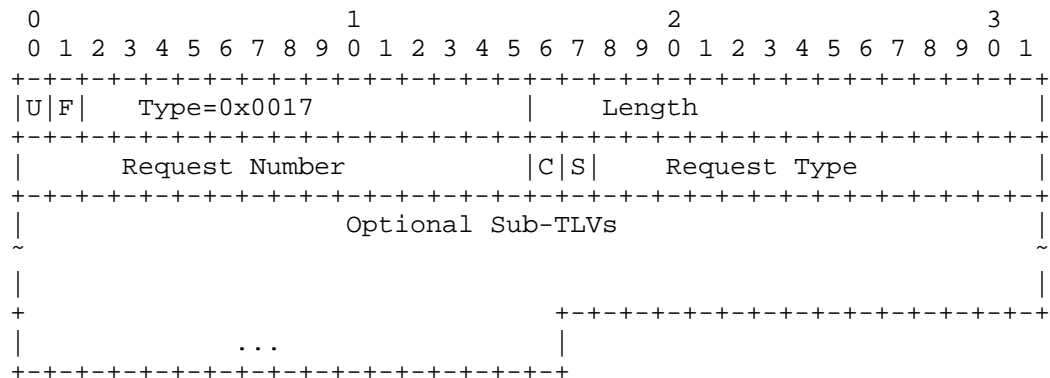 0                   1                   2                   3
 0 1 2 3 4 5 6 7 8 9 0 1 2 3 4 5 6 7 8 9 0 1 2 3 4 5 6 7 8 9 0 1
+-+-+-+-+-+-+-+-+-+-+-+-+-+-+-+-+-+-+-+-+-+-+-+-+-+-+-+-+-+-+-+-+
|U|F|   Type=0x0017             |    Length                     |
+-+-+-+-+-+-+-+-+-+-+-+-+-+-+-+-+-+-+-+-+-+-+-+-+-+-+-+-+-+-+-+-+
|      Request Number           |C|S|    Request Type           |
+-+-+-+-+-+-+-+-+-+-+-+-+-+-+-+-+-+-+-+-+-+-+-+-+-+-+-+-+-+-+-+-+
|                    Optional Sub-TLVs                          |
~                                                               ~
|                                                               |
+                                 +-+-+-+-+-+-+-+-+-+-+-+-+-+-+-+
|             ...                 |
+-+-+-+-+-+-+-+-+-+-+-+-+-+-+-+-+-+